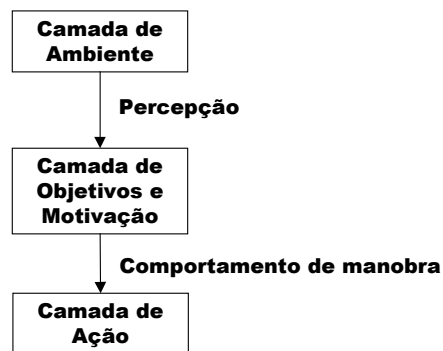 Camada de
Ambiente
Percepção
Camada de
Objetivos e
Motivação
Comportamento de manobra
Camada de
Ação